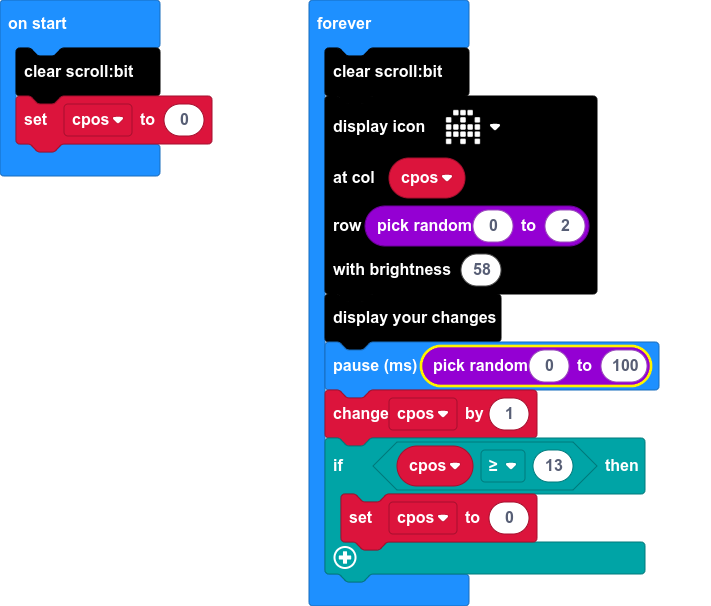 on start
clear scroll:bit
set cpos to 0
forever
clear scroll:bit
display icon
at col cpos
row pick random 0 to 2
with brightness 58
display your changes
pause (ms) pick random 0 to 100
change cpos by 1
if cpos ≥ 13 then
set cpos to 0